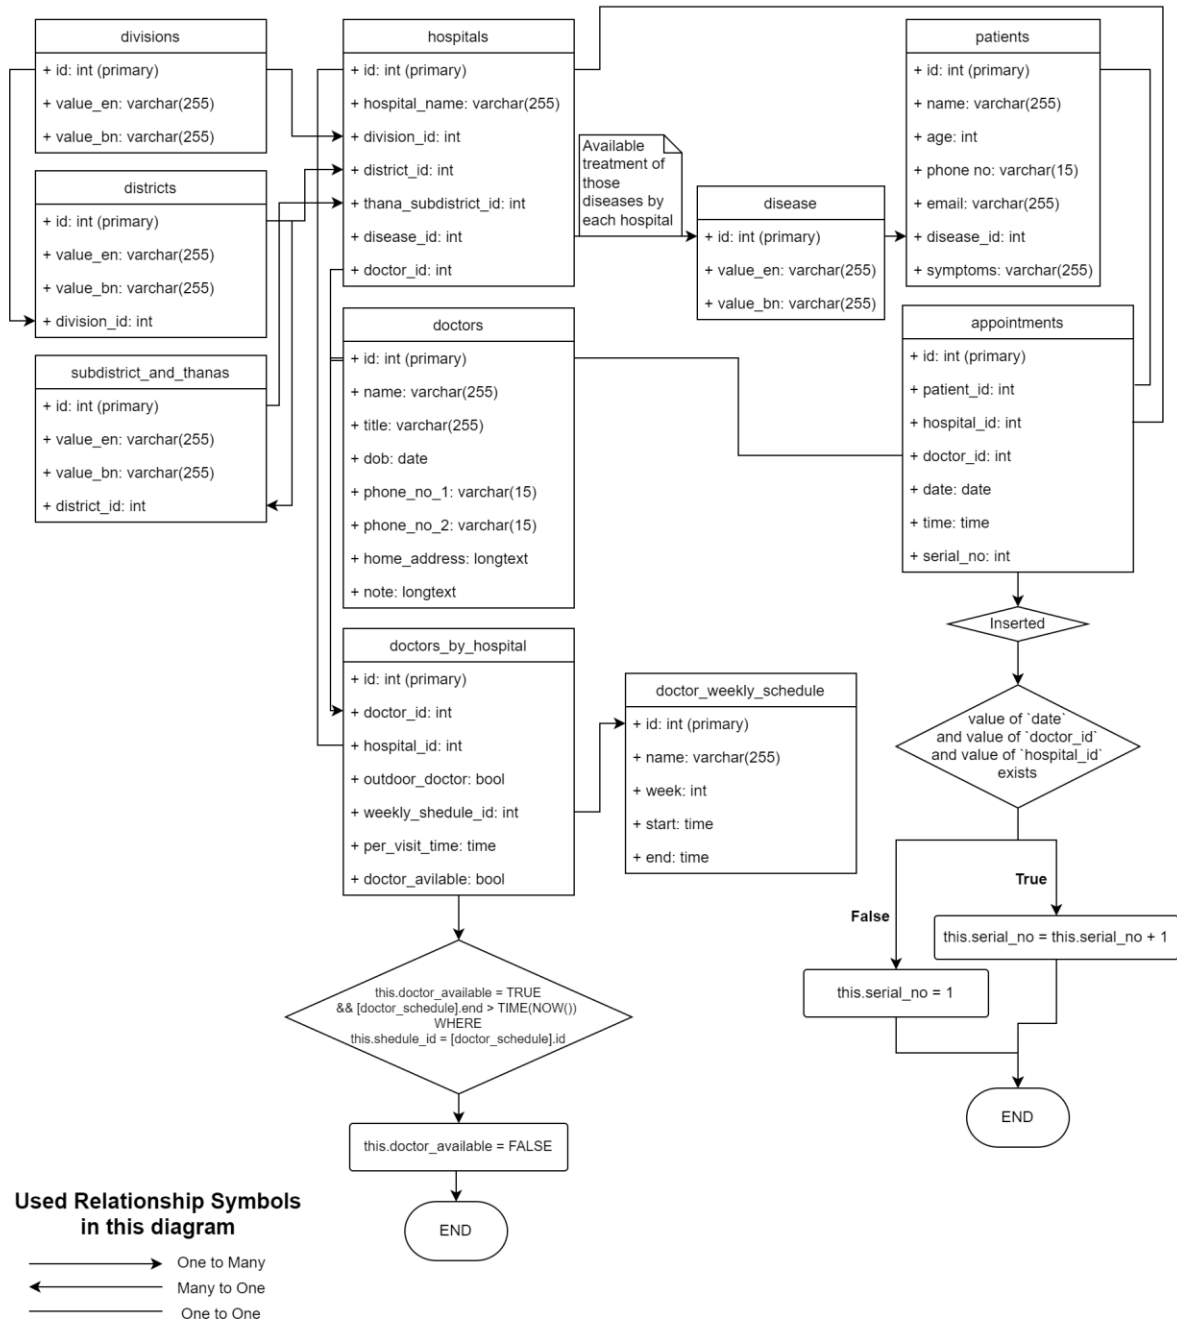 divisions
+ id: int (primary)
+ value_en: varchar(255)
+ value_bn: varchar(255)
districts
+ id: int (primary)
+ value_en: varchar(255)
+ value_bn: varchar(255)
+ division_id: int
subdistrict_and_thanas
+ id: int (primary)
+ value_en: varchar(255)
+ value_bn: varchar(255)
+ district_id: int
hospitals
+ id: int (primary)
+ hospital_name: varchar(255)
+ division_id: int
+ district_id: int
+ thana_subdistrict_id: int
+ disease_id: int
+ doctor_id: int
Available
treatment of
those
diseases by
each hospital
disease
+ id: int (primary)
+ value_en: varchar(255)
+ value_bn: varchar(255)
patients
+ id: int (primary)
+ name: varchar(255)
+ age: int
+ phone no: varchar(15)
+ email: varchar(255)
+ disease_id: int
+ symptoms: varchar(255)
doctors
+ id: int (primary)
+ name: varchar(255)
+ title: varchar(255)
+ dob: date
+ phone_no_1: varchar(15)
+ phone_no_2: varchar(15)
+ home_address: longtext
+ note: longtext
appointments
+ id: int (primary)
+ patient_id: int
+ hospital_id: int
+ doctor_id: int
+ date: date
+ time: time
+ serial_no: int
Inserted
value of `date`
and value of `doctor_id`
and value of `hospital_id`
exists
True
False
this.serial_no = this.serial_no + 1
this.serial_no = 1
END
doctors_by_hospital
+ id: int (primary)
+ doctor_id: int
+ hospital_id: int
+ outdoor_doctor: bool
+ weekly_shedule_id: int
+ per_visit_time: time
+ doctor_avilable: bool
doctor_weekly_schedule
+ id: int (primary)
+ name: varchar(255)
+ week: int
+ start: time
+ end: time
this.doctor_available = TRUE
&& [doctor_schedule].end > TIME(NOW())
WHERE
this.shedule_id = [doctor_schedule].id
this.doctor_available = FALSE
END
Used Relationship Symbols
in this diagram
One to Many
Many to One
One to One